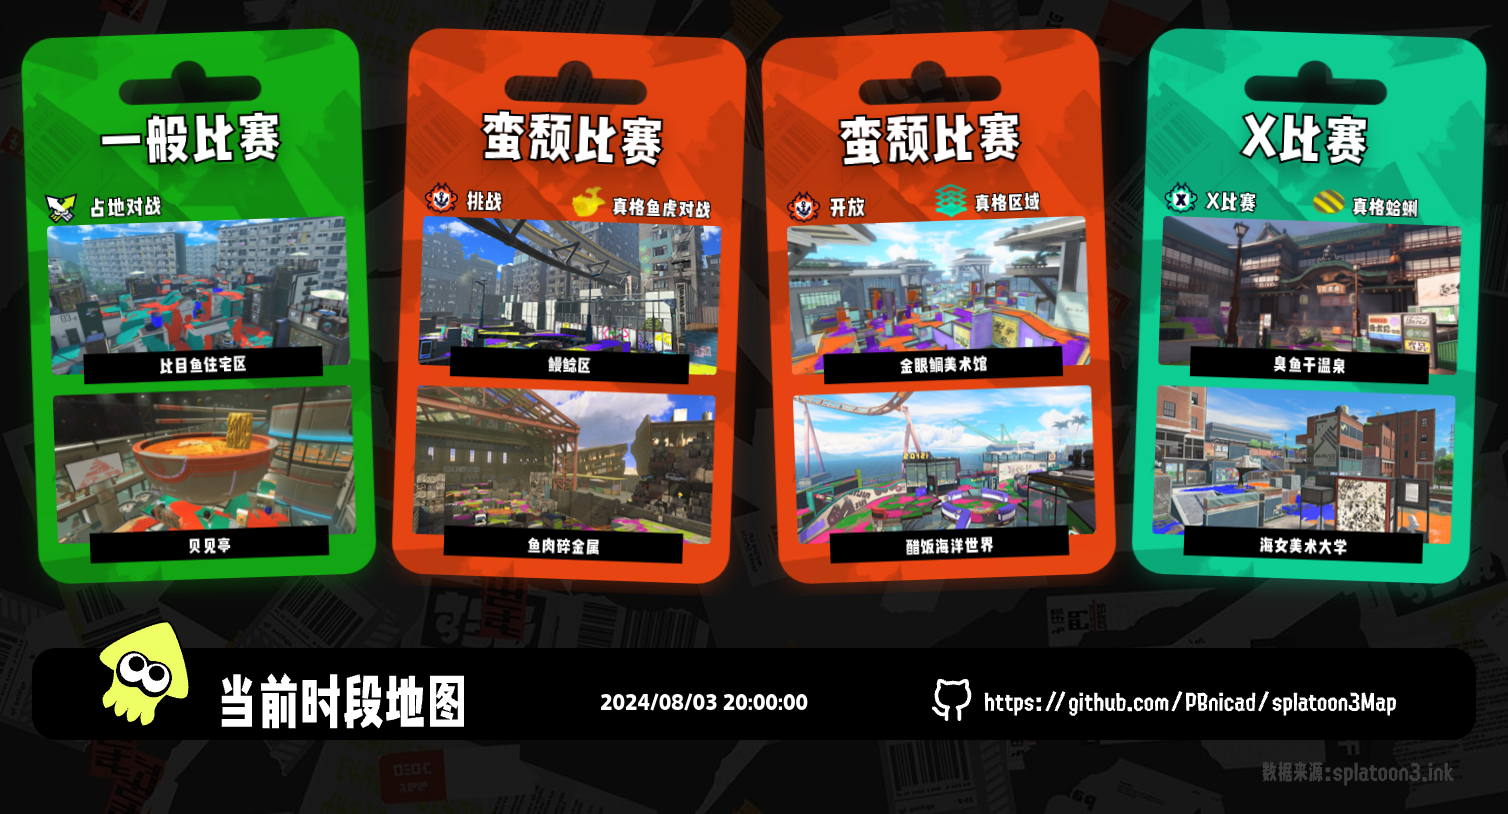 一般比赛
占地对战
比目鱼住宅区
贝见亭
蛮颓比赛
挑战
真格鱼虎对战
鳗鲶区
鱼肉碎金属
蛮颓比赛
开放
真格区域
金眼鲷美术馆
醋饭海洋世界
X比赛
X比赛
真格蛤蜊
臭鱼干温泉
海女美术大学
当前时段地图
2024/08/03 20:00:00
https://github.com/PBnicad/splatoon3Map
数据来源:splatoon3.ink